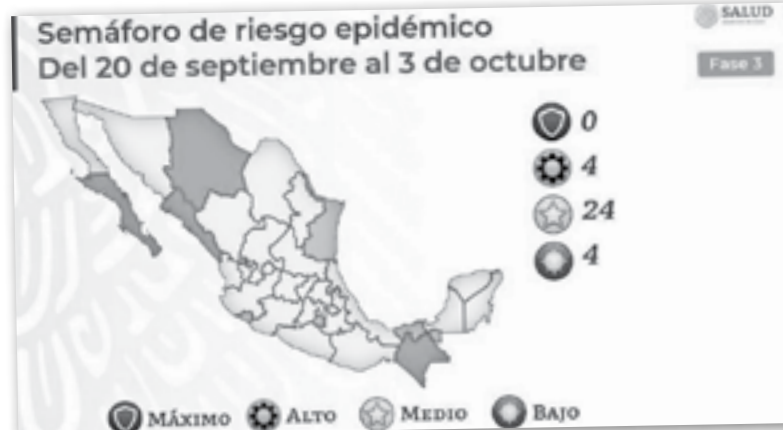 Semáforo de riesgo epidémico
Del 20 de septiembre al 3 de octubre
SALUD
Fase 3
0
4
24
4
MÁXIMO
ALTO
MEDIO
BAJO